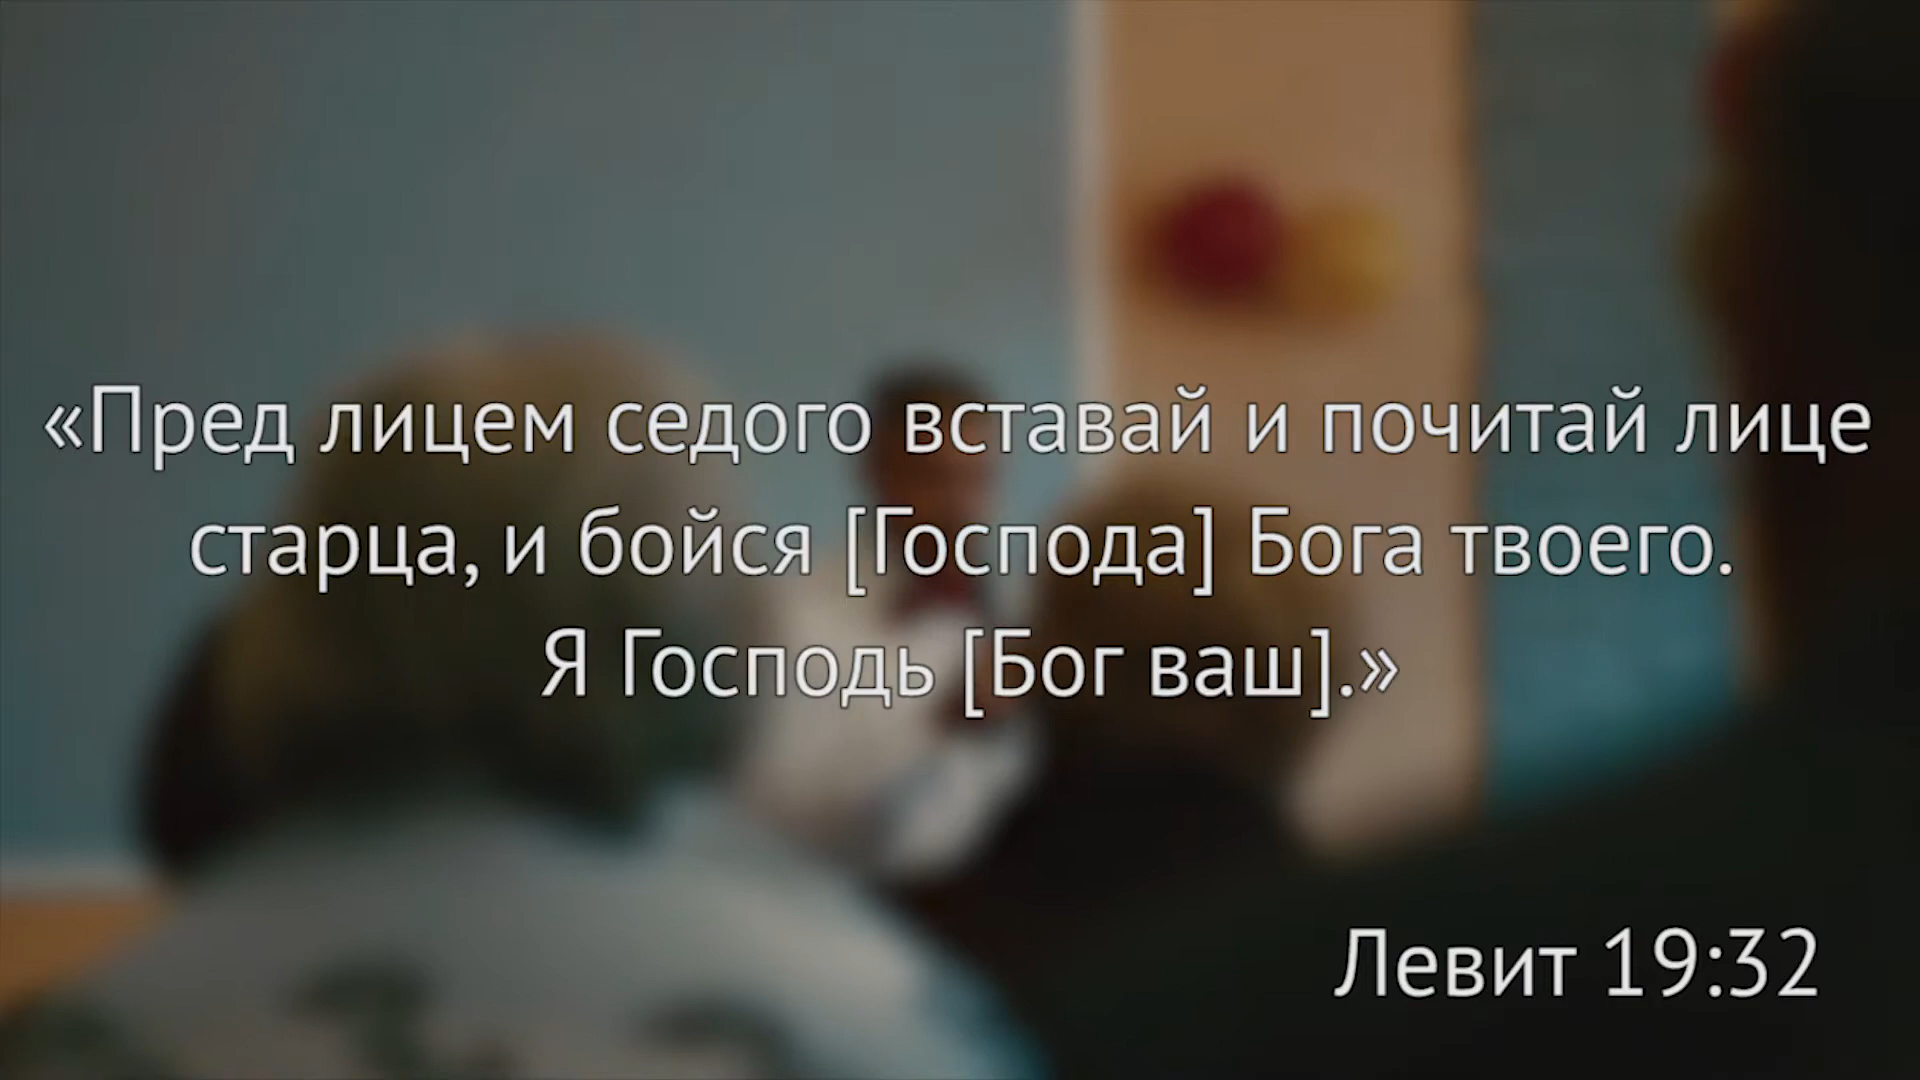 «Пред лицем седого вставай и почитай лице
старца, и бойся [Господа] Бога твоего.
Я Господь [Бог ваш].»
Левит 19:32